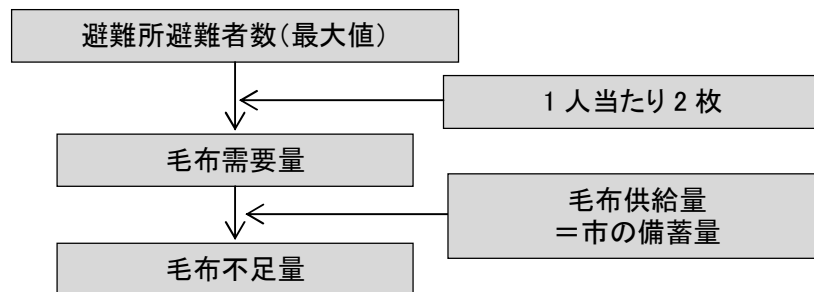 避難所避難者数（最大値）
1 人当たり 2 枚
毛布需要量
毛布供給量
＝市の備蓄量
毛布不足量